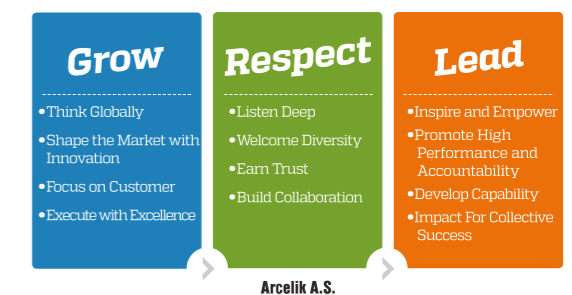 Grow
•Think Globally
•Shape the Market with
Innovation
•Focus on Customer
•Execute with Excellence
Respect
•Listen Deep
•Welcome Diversity
•Earn Trust
•Build Collaboration
Lead
•Inspire and Empower
•Promote High
Performance and
Accountability
•Develop Capability
•Impact For Collective
Success
Arcelik A.S.